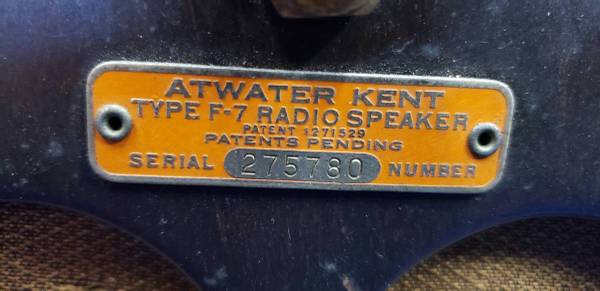 ATWATER KENT
TYPE F-7 RADIO SPEAKER
PATENT 1271529
PATENTS PENDING
SERIAL 275780 NUMBER